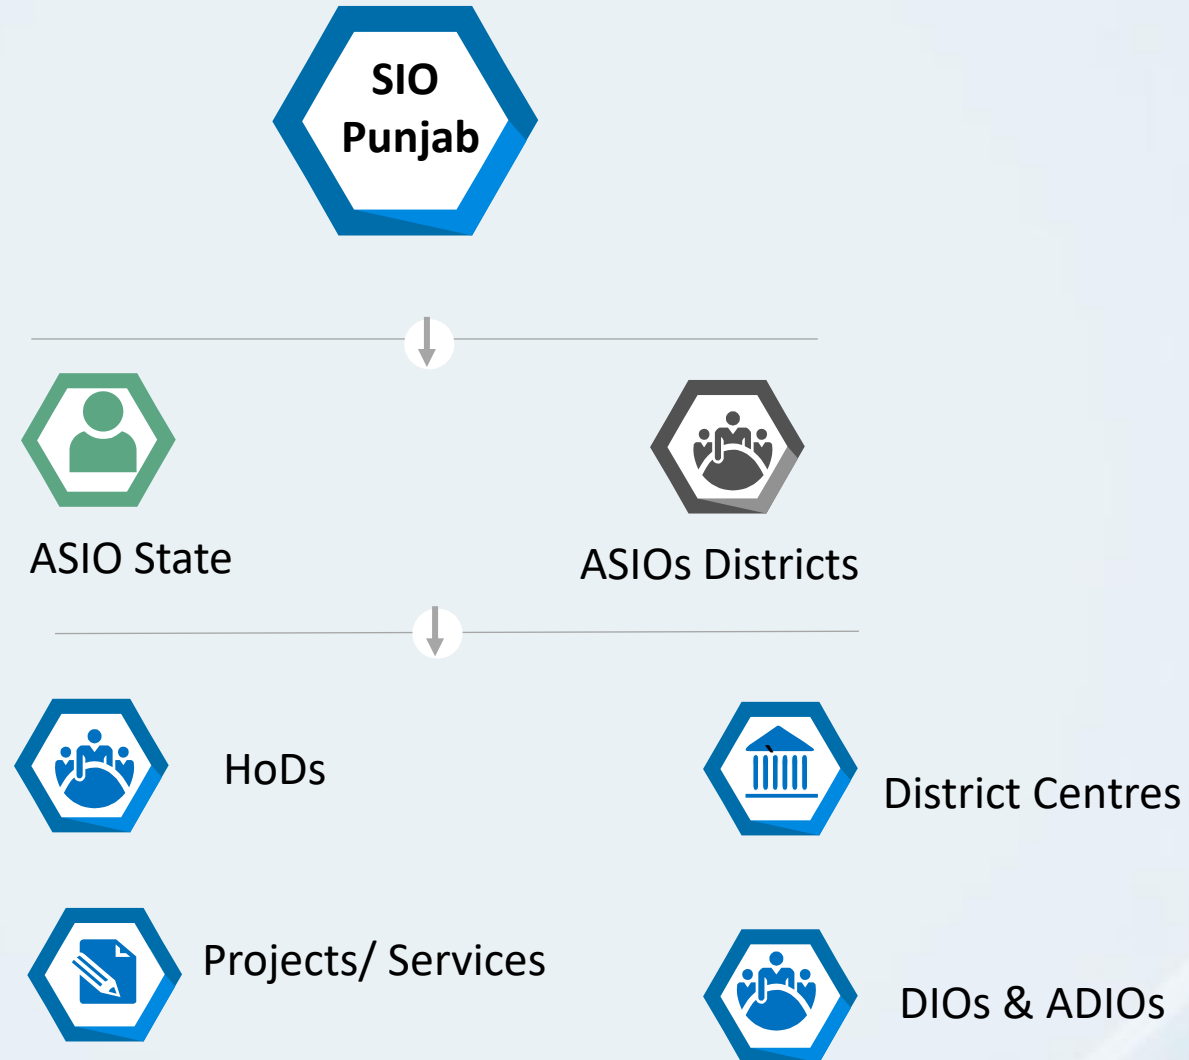 SIO
Punjab
ASIO State
ASIOs Districts
HoDs
District Centres
Projects/ Services
DIOs & ADIOs